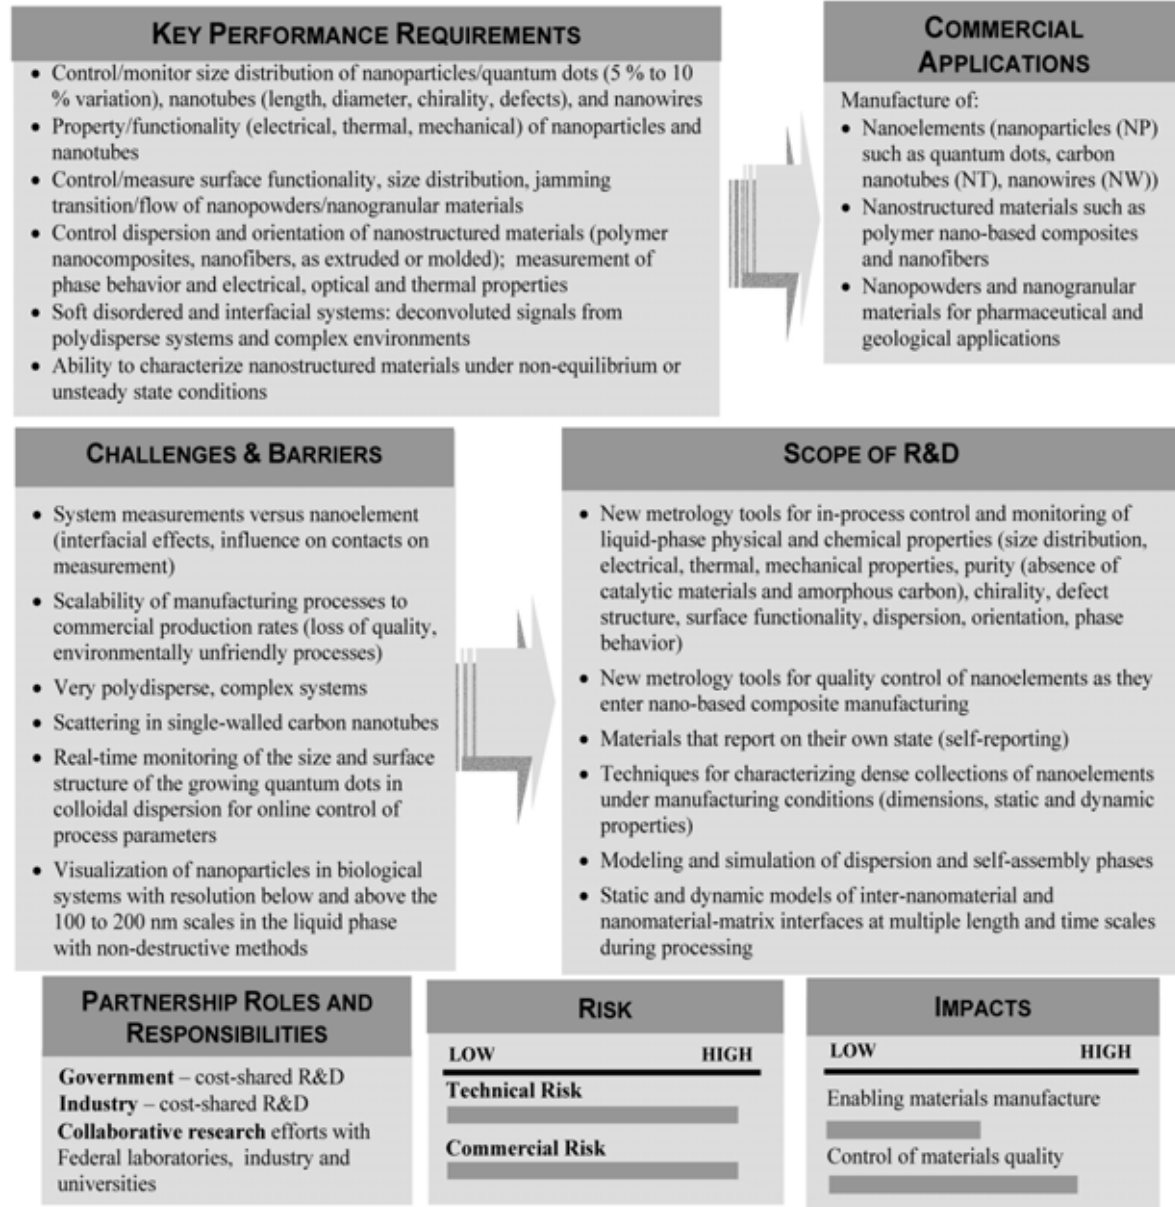 KEY PERFORMANCE REQUIREMENTS
• Control/monitor size distribution of nanoparticles/quantum dots (5 % to 10
% variation), nanotubes (length, diameter, chirality, defects), and nanowires
• Property/functionality (electrical, thermal, mechanical) of nanoparticles and
nanotubes
• Control/measure surface functionality, size distribution, jamming
transition/flow of nanopowders/nanogranular materials
• Control dispersion and orientation of nanostructured materials (polymer
nanocomposites, nanofibers, as extruded or molded); measurement of
phase behavior and electrical, optical and thermal properties
• Soft disordered and interfacial systems: deconvoluted signals from
polydisperse systems and complex environments
• Ability to characterize nanostructured materials under non-equilibrium or
unsteady state conditions
COMMERCIAL
APPLICATIONS
Manufacture of:
• Nanoelements (nanoparticles (NP)
such as quantum dots, carbon
nanotubes (NT), nanowires (NW))
• Nanostructured materials such as
polymer nano-based composites
and nanofibers
• Nanopowders and nanogranular
materials for pharmaceutical and
geological applications
CHALLENGES & BARRIERS
• System measurements versus nanoelement
(interfacial effects, influence on contacts on
measurement)
• Scalability of manufacturing processes to
commercial production rates (loss of quality,
environmentally unfriendly processes)
• Very polydisperse, complex systems
• Scattering in single-walled carbon nanotubes
• Real-time monitoring of the size and surface
structure of the growing quantum dots in
colloidal dispersion for online control of
process parameters
• Visualization of nanoparticles in biological
systems with resolution below and above the
100 to 200 nm scales in the liquid phase
with non-destructive methods
SCOPE OF R&D
• New metrology tools for in-process control and monitoring of
liquid-phase physical and chemical properties (size distribution,
electrical, thermal, mechanical properties, purity (absence of
catalytic materials and amorphous carbon), chirality, defect
structure, surface functionality, dispersion, orientation, phase
behavior)
• New metrology tools for quality control of nanoelements as they
enter nano-based composite manufacturing
• Materials that report on their own state (self-reporting)
• Techniques for characterizing dense collections of nanoelements
under manufacturing conditions (dimensions, static and dynamic
properties)
• Modeling and simulation of dispersion and self-assembly phases
• Static and dynamic models of inter-nanomaterial and
nanomaterial-matrix interfaces at multiple length and time scales
during processing
PARTNERSHIP ROLES AND
RESPONSIBILITIES
Government – cost-shared R&D
Industry – cost-shared R&D
Collaborative research efforts with
Federal laboratories, industry and
universities
RISK
LOW HIGH
Technical Risk
Commercial Risk
IMPACTS
LOW HIGH
Enabling materials manufacture
Control of materials quality